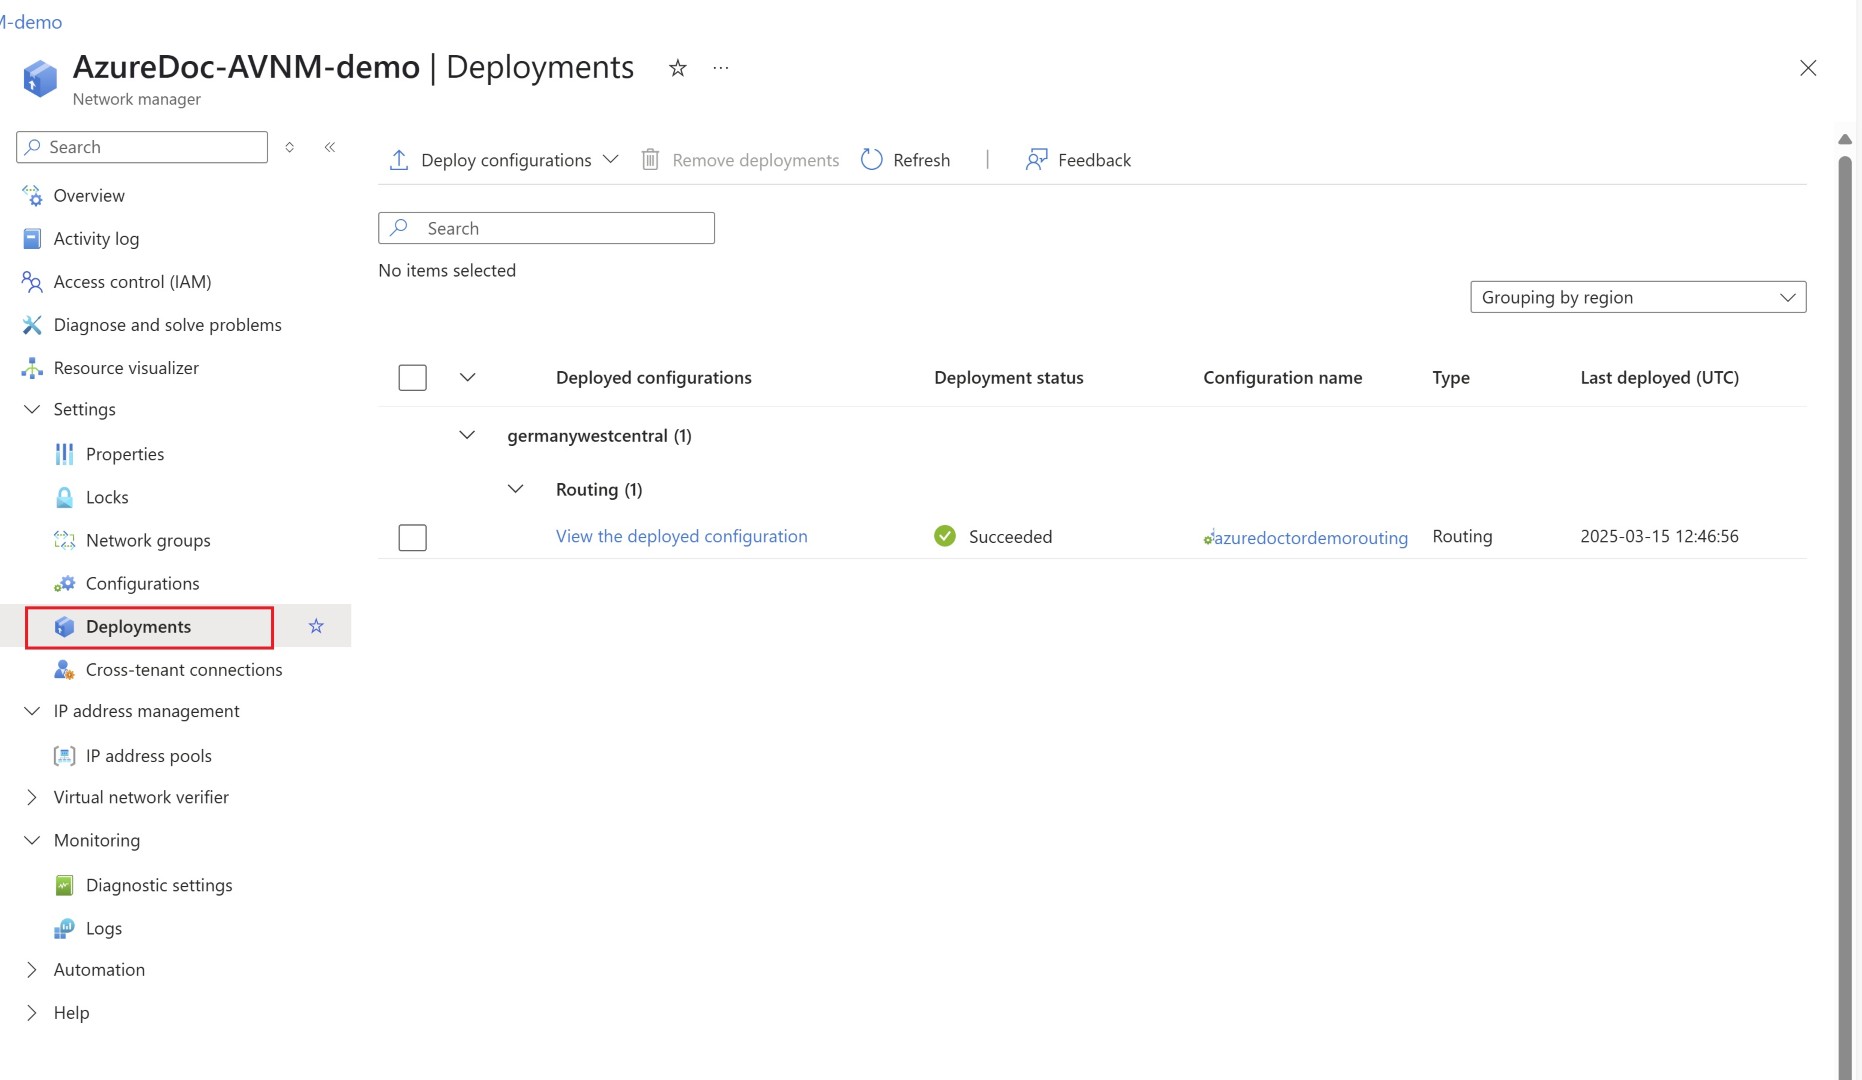 M-demo
AzureDoc-AVNM-demo | Deployments
Network manager
Search
Overview
Activity log
Access control (IAM)
Diagnose and solve problems
Resource visualizer
Settings
Properties
Locks
Network groups
Configurations
Deployments
Cross-tenant connections
IP address management
IP address pools
Virtual network verifier
Monitoring
Diagnostic settings
Logs
Automation
Help
Deploy configurations Remove deployments Refresh | Feedback
Search
No items selected
Grouping by region
Deployed configurations Deployment status Configuration name Type Last deployed (UTC)
germanywestcentral (1)
Routing (1)
View the deployed configuration Succeeded azuredoctordemorouting Routing 2025-03-15 12:46:56